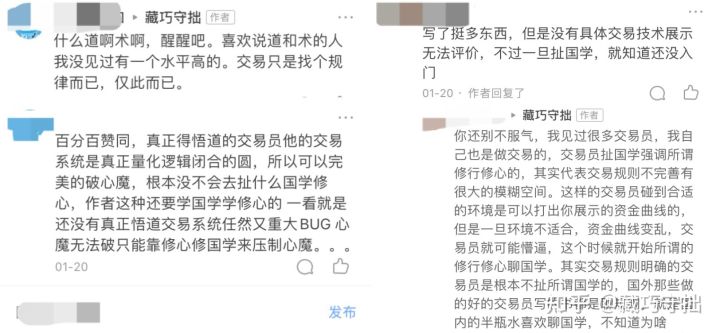 藏巧守拙 作者
什么道啊术啊，醒醒吧。喜欢说道和术的人
我没见过有一个水平高的。交易只是找个规
律而已，仅此而已。
百分百赞同，真正得悟道的交易员他的交易
系统是真正量化逻辑闭合的圆，所以可以完
美的破心魔，根本没不会去扯什么国学修
心，作者这种还要学国学学修心的 一看就是
还没有真正悟道交易系统任然又重大BUG 心
魔无法破只能靠修心修国学来压制心魔。。。
01-20
发布
写了挺多东西，但是没有具体交易技术展示
无法评价，不过一旦扯国学，就知道还没入
门
01-20 · 作者回复了
藏巧守拙 作者
你还别不服气，我见过很多交易员，我自
己也是做交易的，交易员扯国学强调所谓
修行修心的，其实代表交易规则不完善有
很大的模糊空间。这样的交易员碰到合适
的环境是可以打出你展示的资金曲线的，
但是一旦环境不适合，资金曲线变乱，交
易员就可能懵逼，这个时候就开始所谓的
修行修心聊国学。其实交易规则明确的交
易员是根本不扯所谓国学的，国外那些做
的好的交易员写
内的半瓶水喜欢聊国学，不知道为啥
知乎 @藏巧守拙